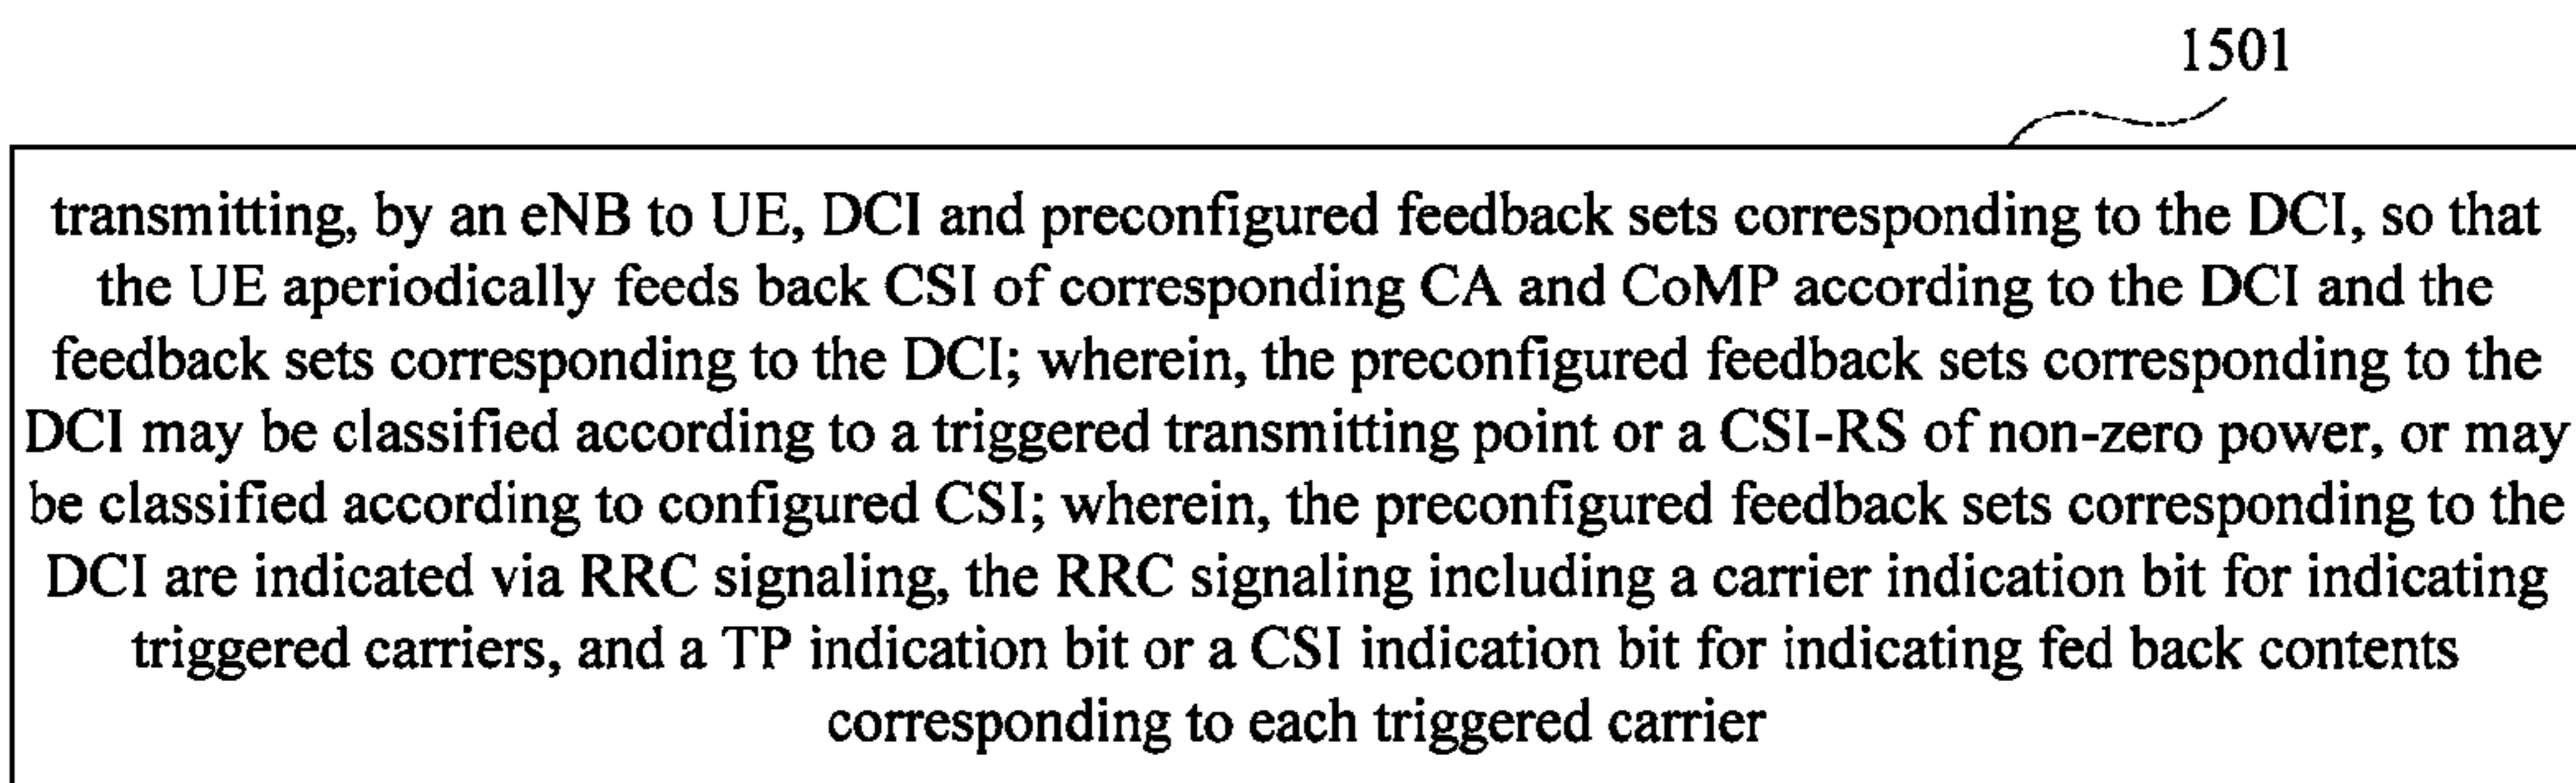 1501
transmitting, by an eNB to UE, DCI and preconfigured feedback sets corresponding to the DCI, so that
the UE aperiodically feeds back CSI of corresponding CA and CoMP according to the DCI and the
feedback sets corresponding to the DCI; wherein, the preconfigured feedback sets corresponding to the
DCI may be classified according to a triggered transmitting point or a CSI-RS of non-zero power, or may
be classified according to configured CSI; wherein, the preconfigured feedback sets corresponding to the
DCI are indicated via RRC signaling, the RRC signaling including a carrier indication bit for indicating
triggered carriers, and a TP indication bit or a CSI indication bit for indicating fed back contents
corresponding to each triggered carrier